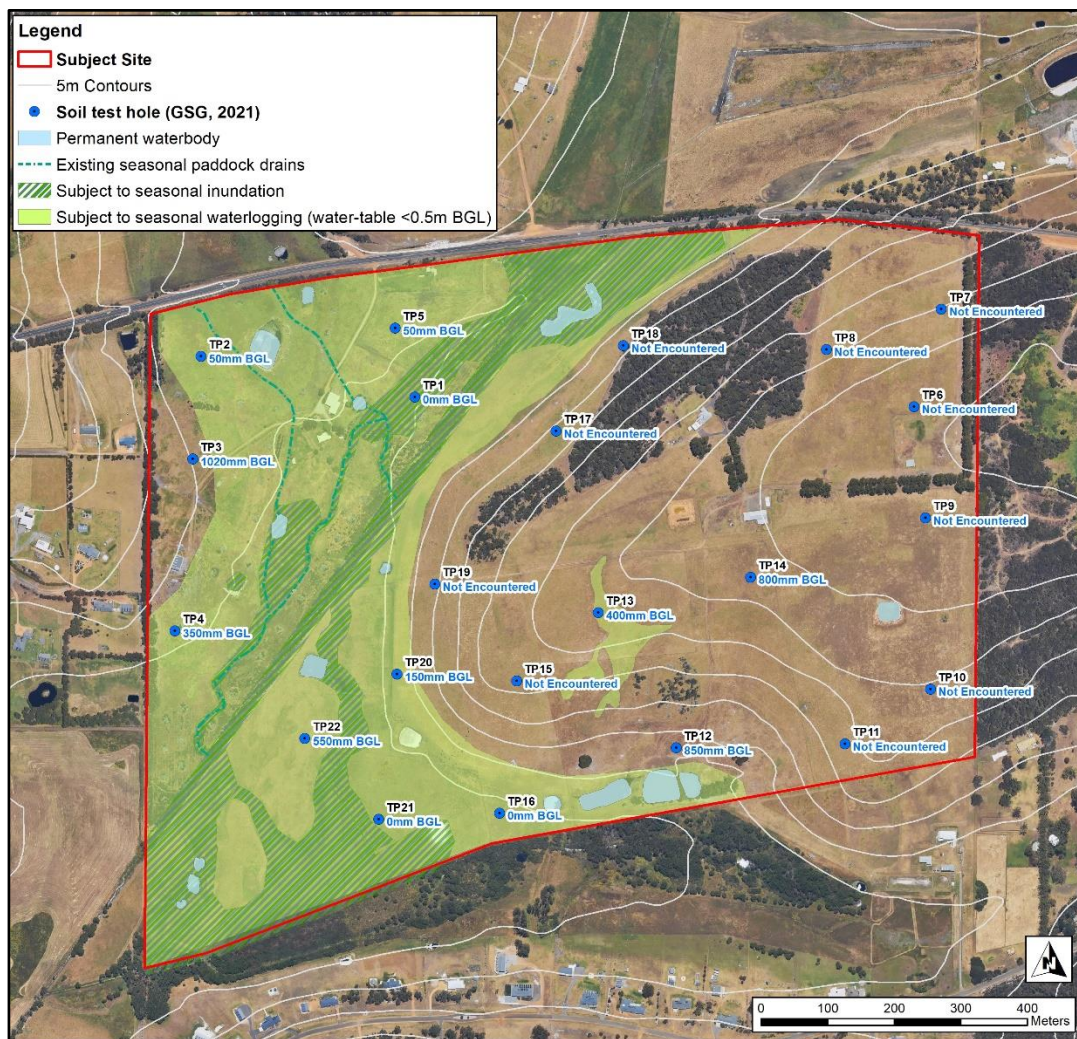 Legend
Subject Site
5m Contours
Soil test hole (GSG, 2021)
Permanent waterbody
Existing seasonal paddock drains
Subject to seasonal inundation
Subject to seasonal waterlogging (water-table <0.5m BGL)
TP7
Not Encountered
TP5
50mm BGL
TP18
Not Encountered
TP8
Not Encountered
TP2
50mm BGL
TP1
0mm BGL
TP6
Not Encountered
TP17
Not Encountered
TP3
1020mm BGL
TP9
Not Encountered
TP19
Not Encountered
TP14
800mm BGL
TP13
400mm BGL
TP4
350mm BGL
TP20
150mm BGL
TP15
Not Encountered
TP10
Not Encountered
TP22
550mm BGL
TP12
850mm BGL
TP11
Not Encountered
TP21
0mm BGL
TP16
0mm BGL
N
0 100 200 300 400
Meters